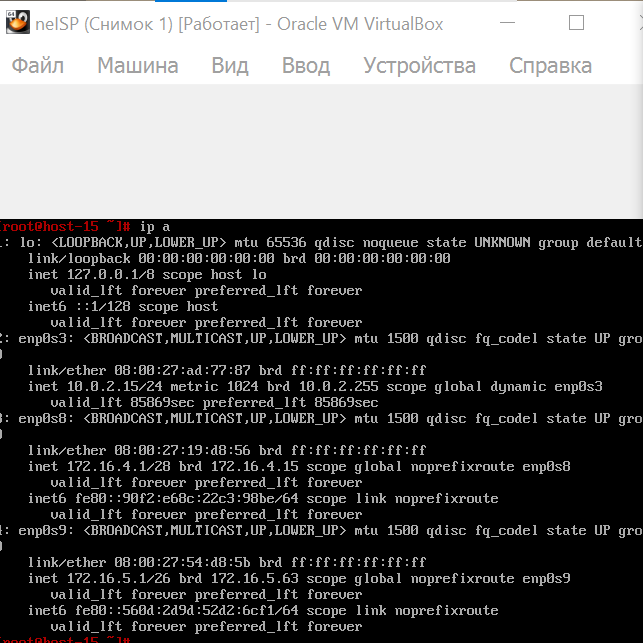 64
neISP (Снимок 1) [Работает] - Oracle VM VirtualBox
Файл Машина Вид Ввод Устройства Справка
[root@host-15 ~]# ip a
1: lo: <LOOPBACK,UP,LOWER_UP> mtu 65536 qdisc noqueue state UNKNOWN group default
link/loopback 00:00:00:00:00:00 brd 00:00:00:00:00:00
inet 127.0.0.1/8 scope host lo
valid_lft forever preferred_lft forever
inet6 ::1/128 scope host
valid_lft forever preferred_lft forever
2: enp0s3: <BROADCAST,MULTICAST,UP,LOWER_UP> mtu 1500 qdisc fq_codel state UP gro
0
link/ether 08:00:27:ad:77:87 brd ff:ff:ff:ff:ff:ff
inet 10.0.2.15/24 metric 1024 brd 10.0.2.255 scope global dynamic enp0s3
valid_lft 85869sec preferred_lft 85869sec
3: enp0s8: <BROADCAST,MULTICAST,UP,LOWER_UP> mtu 1500 qdisc fq_codel state UP gro
0
link/ether 08:00:27:19:d8:56 brd ff:ff:ff:ff:ff:ff
inet 172.16.4.1/28 brd 172.16.4.15 scope global noprefixroute enp0s8
valid_lft forever preferred_lft forever
inet6 fe80::90f2:e68c:22c3:98be/64 scope link noprefixroute
valid_lft forever preferred_lft forever
4: enp0s9: <BROADCAST,MULTICAST,UP,LOWER_UP> mtu 1500 qdisc fq_codel state UP gro
0
link/ether 08:00:27:54:d8:5b brd ff:ff:ff:ff:ff:ff
inet 172.16.5.1/26 brd 172.16.5.63 scope global noprefixroute enp0s9
valid_lft forever preferred_lft forever
inet6 fe80::560d:2d9d:52d2:6cf1/64 scope link noprefixroute
valid_lft forever preferred_lft forever
[root@host-15 ~]#